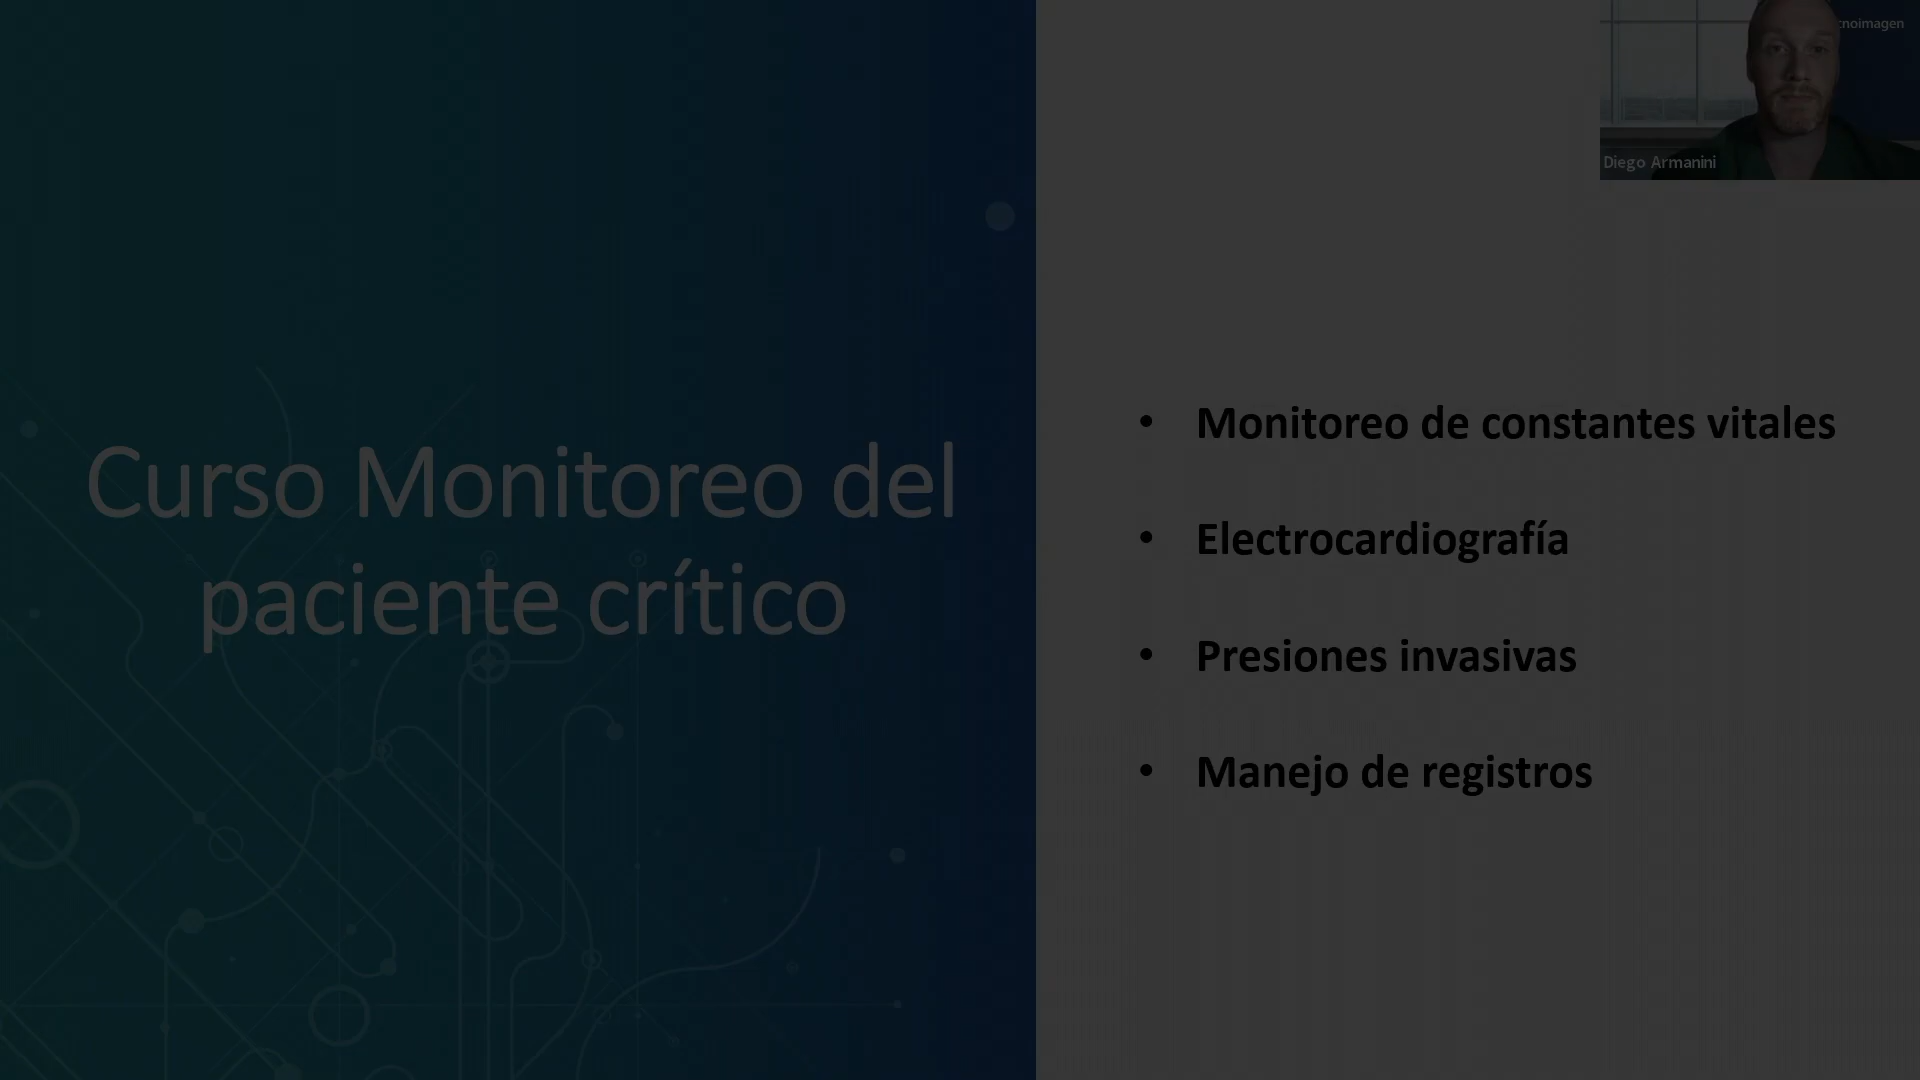 Curso Monitoreo del
paciente crítico
• Monitoreo de constantes vitales
• Electrocardiografía
• Presiones invasivas
• Manejo de registros
Diego Armanini